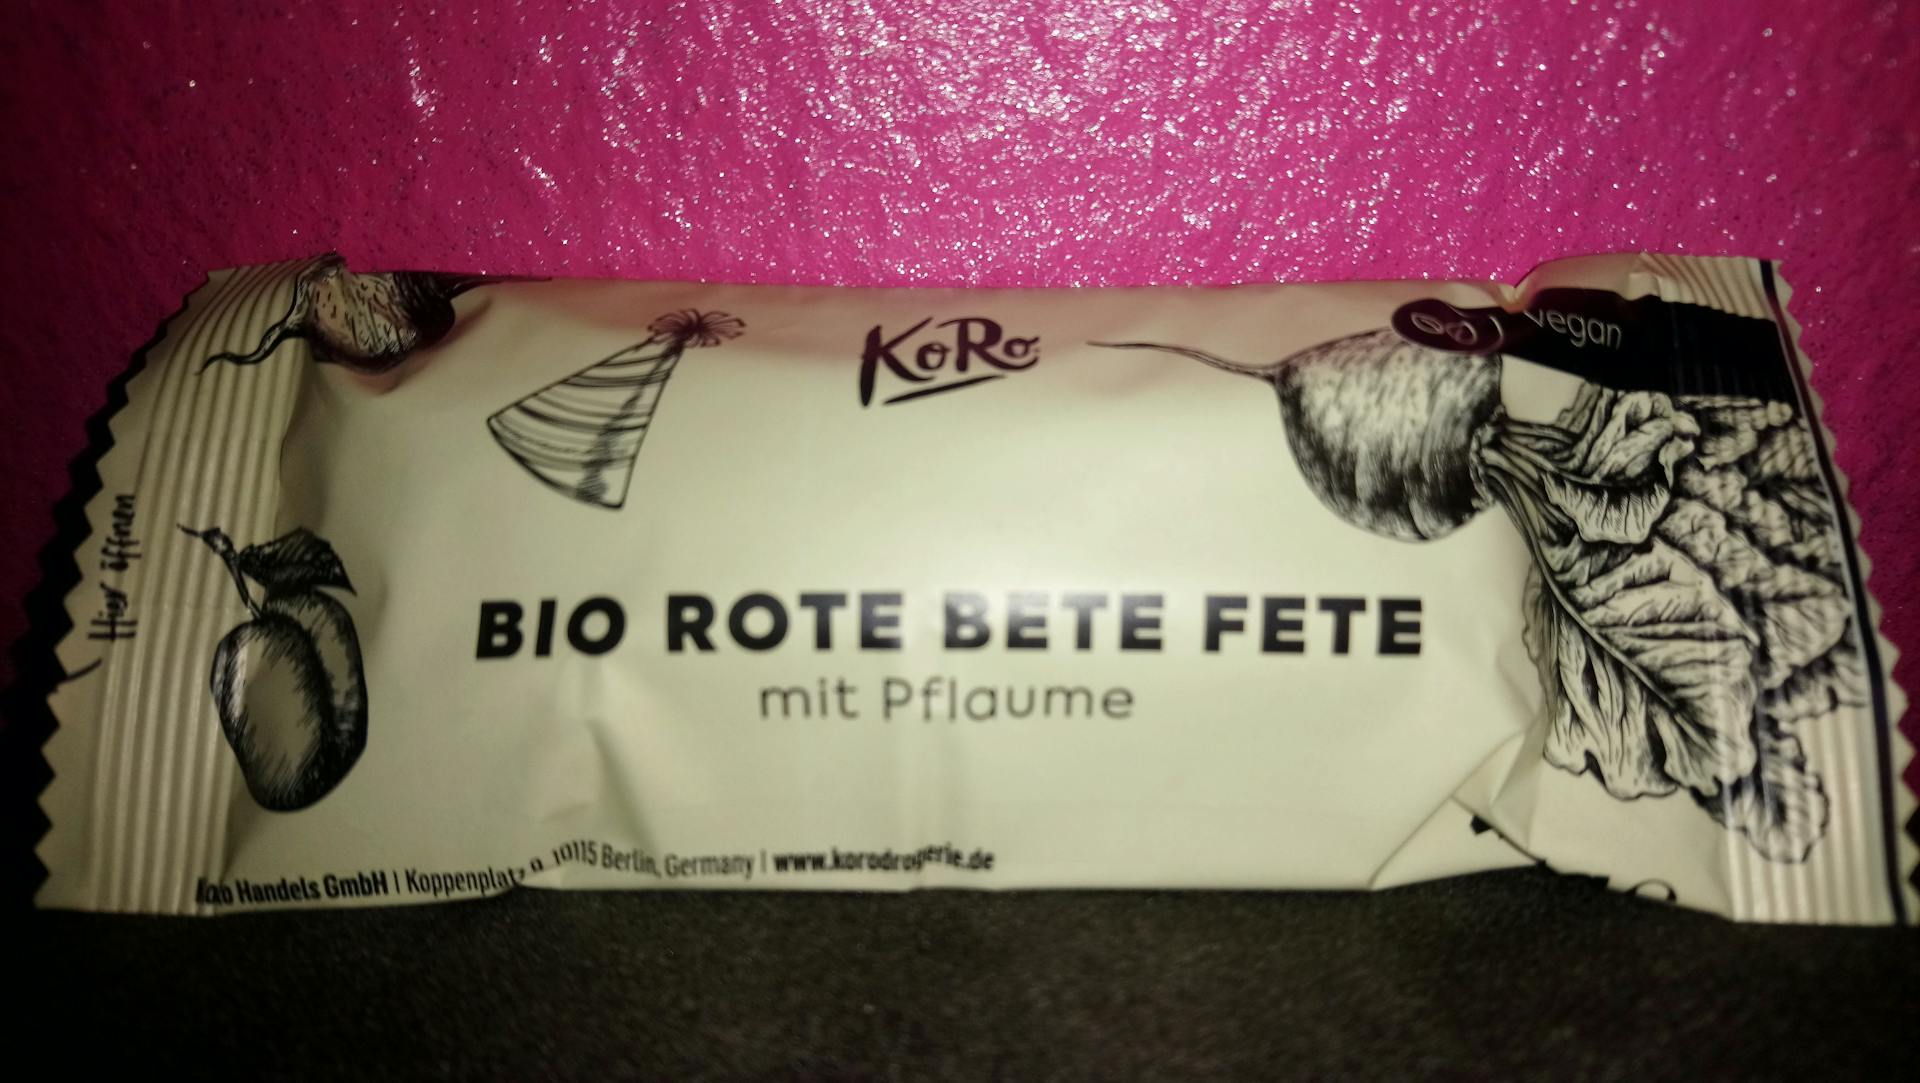 KoRo
vegan
Hier öffnen
BIO ROTE BETE FETE
mit Pflaume
Handels GmbH | Koppenplatz 9, 10115 Berlin, Germany | www.korodrogerie.de